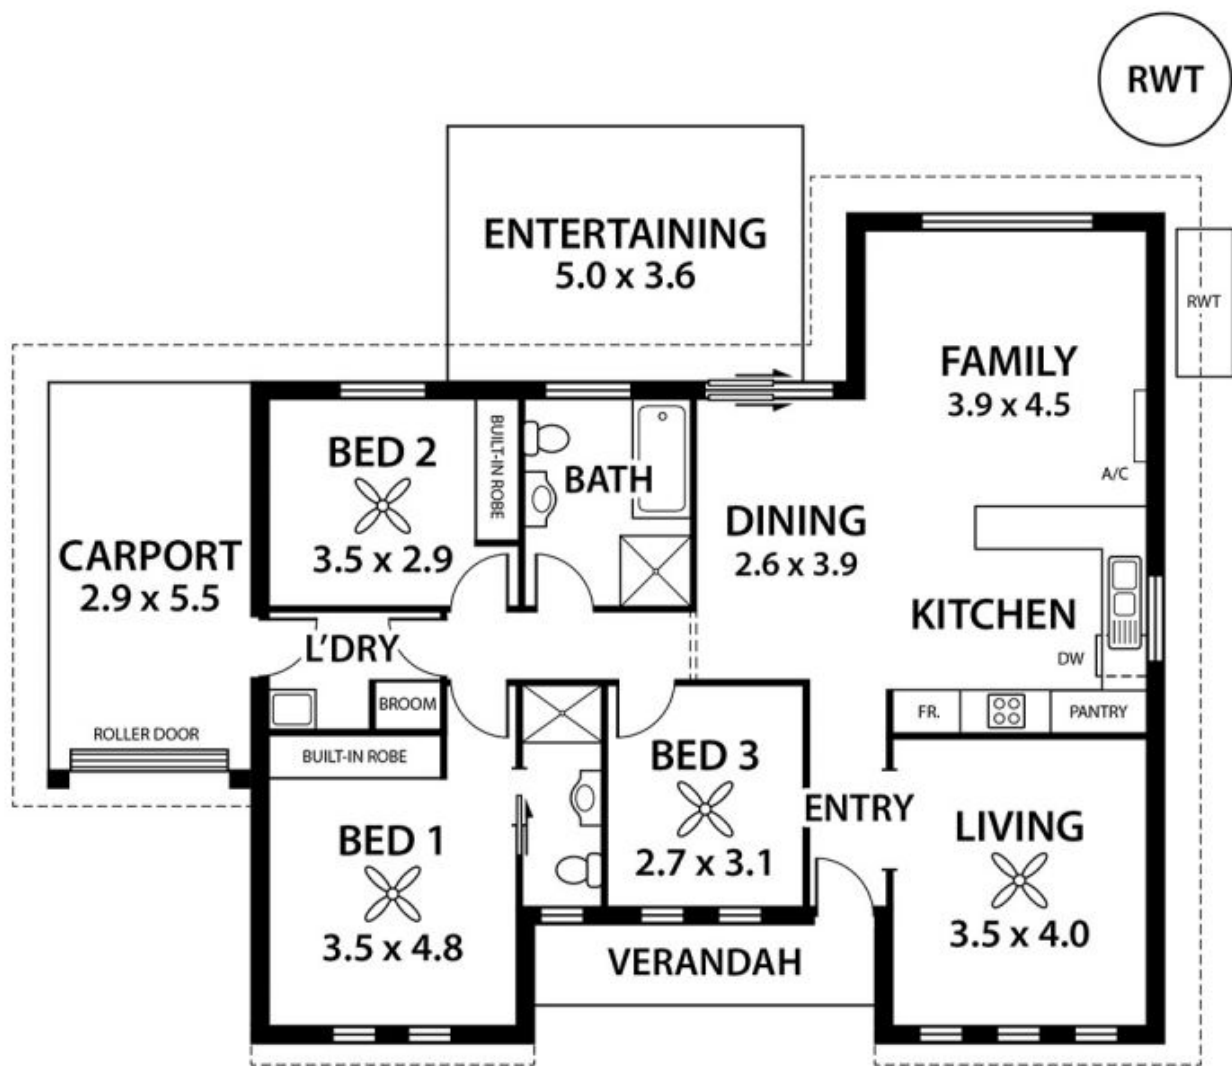 RWT
ENTERTAINING
5.0 x 3.6
RWT
FAMILY
3.9 x 4.5
A/C
BED 2
3.5 x 2.9
BUILT-IN ROBE
BATH
DINING
2.6 x 3.9
CARPORT
2.9 x 5.5
KITCHEN
L'DRY
DW
BROOM
FR.
PANTRY
ROLLER DOOR
BUILT-IN ROBE
BED 3
2.7 x 3.1
ENTRY
LIVING
3.5 x 4.0
BED 1
3.5 x 4.8
VERANDAH